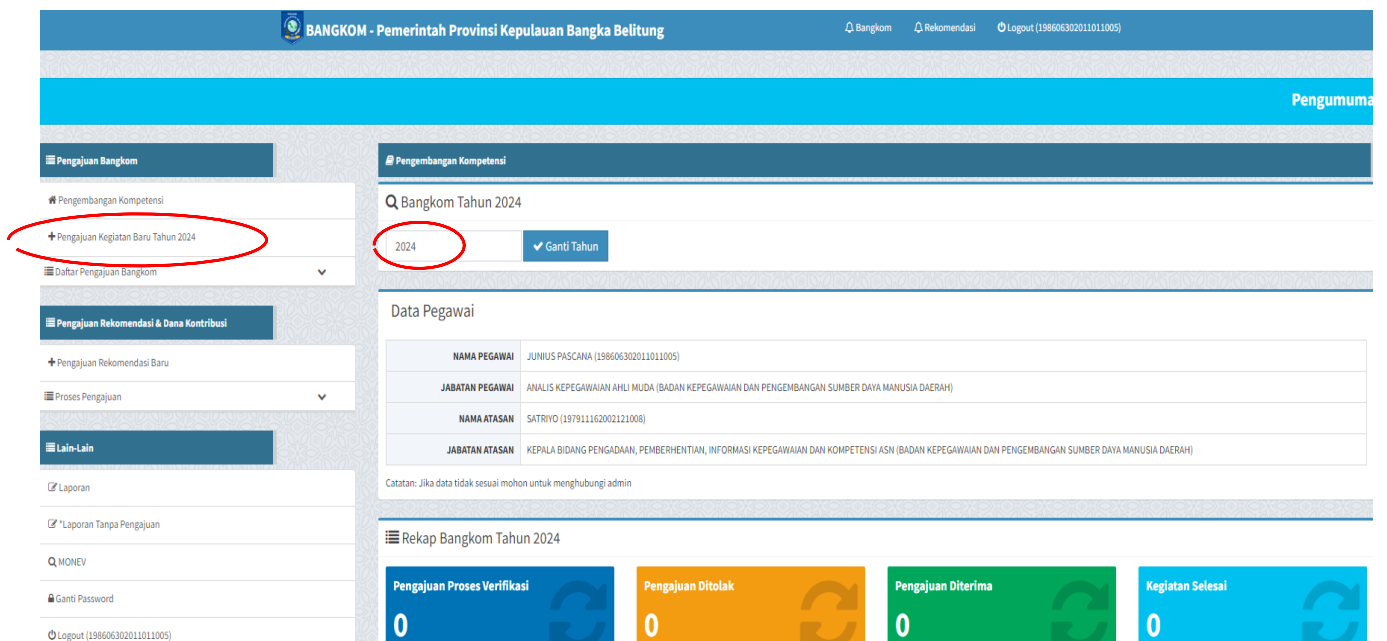 BANGKOM - Pemerintah Provinsi Kepulauan Bangka Belitung
Bangkom
Rekomendasi
Logout (198606302011011005)
Pengumuma
Pengajuan Bangkom
Pengembangan Kompetensi
Pengajuan Kegiatan Baru Tahun 2024
Daftar Pengajuan Bangkom
Pengajuan Rekomendasi & Dana Kontribusi
Pengajuan Rekomendasi Baru
Proses Pengajuan
Lain-Lain
Laporan
*Laporan Tanpa Pengajuan
MONEV
Ganti Password
Logout (198606302011011005)
Pengembangan Kompetensi
Bangkom Tahun 2024
2024
Ganti Tahun
Data Pegawai
NAMA PEGAWAI JUNIUS PASCANA (198606302011011005)
JABATAN PEGAWAI ANALIS KEPEGAWAIAN AHLI MUDA (BADAN KEPEGAWAIAN DAN PENGEMBANGAN SUMBER DAYA MANUSIA DAERAH)
NAMA ATASAN SATRIYO (197911162002121008)
JABATAN ATASAN KEPALA BIDANG PENGADAAN, PEMBERHENTIAN, INFORMASI KEPEGAWAIAN DAN KOMPETENSI ASN (BADAN KEPEGAWAIAN DAN PENGEMBANGAN SUMBER DAYA MANUSIA DAERAH)
Catatan: Jika data tidak sesuai mohon untuk menghubungi admin
Rekap Bangkom Tahun 2024
Pengajuan Proses Verifikasi
0
Pengajuan Ditolak
0
Pengajuan Diterima
0
Kegiatan Selesai
0